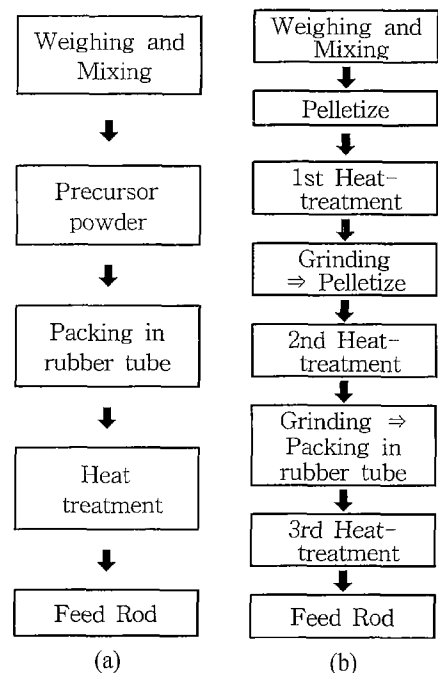 Weighing and
Mixing
Precursor
powder
Packing in
rubber tube
Heat
treatment
Feed Rod
(a)
Weighing and
Mixing
Pelletize
1st Heat-
treatment
Grinding
⇒ Pelletize
2nd Heat-
treatment
Grinding ⇒
Packing in
rubber tube
3rd Heat-
treatment
Feed Rod
(b)